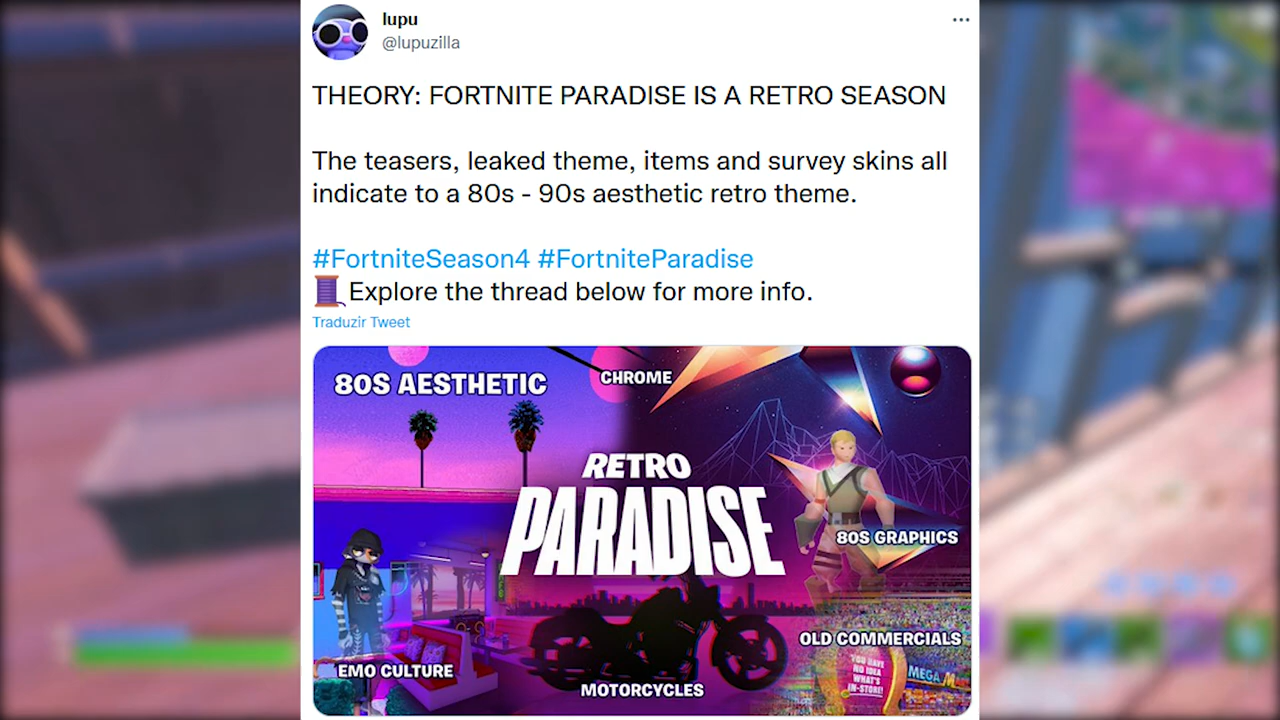 lupu
@lupuzilla
THEORY: FORTNITE PARADISE IS A RETRO SEASON
The teasers, leaked theme, items and survey skins all
indicate to a 80s - 90s aesthetic retro theme.
#FortniteSeason4 #FortniteParadise
🧵Explore the thread below for more info.
Traduzir Tweet
80S AESTHETIC
CHROME
RETRO
PARADISE
80S GRAPHICS
OLD COMMERCIALS
EMO CULTURE
MOTORCYCLES
YOU HAVE
NO IDEA
WHAT'S
IN-STORE!
MEGA M